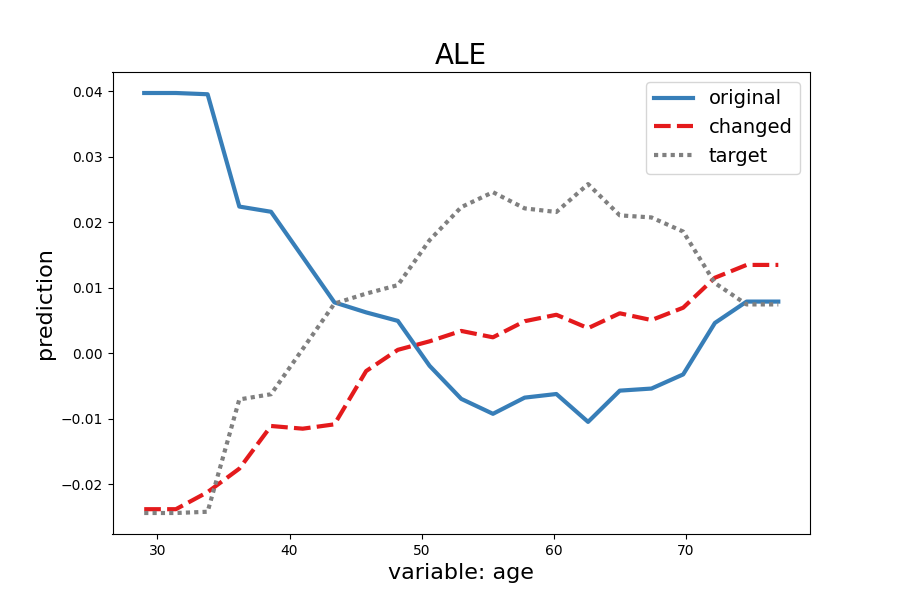 ALE
original
changed
target
0.04
0.03
0.02
0.01
0.00
−0.01
−0.02
prediction
30 40 50 60 70
variable: age